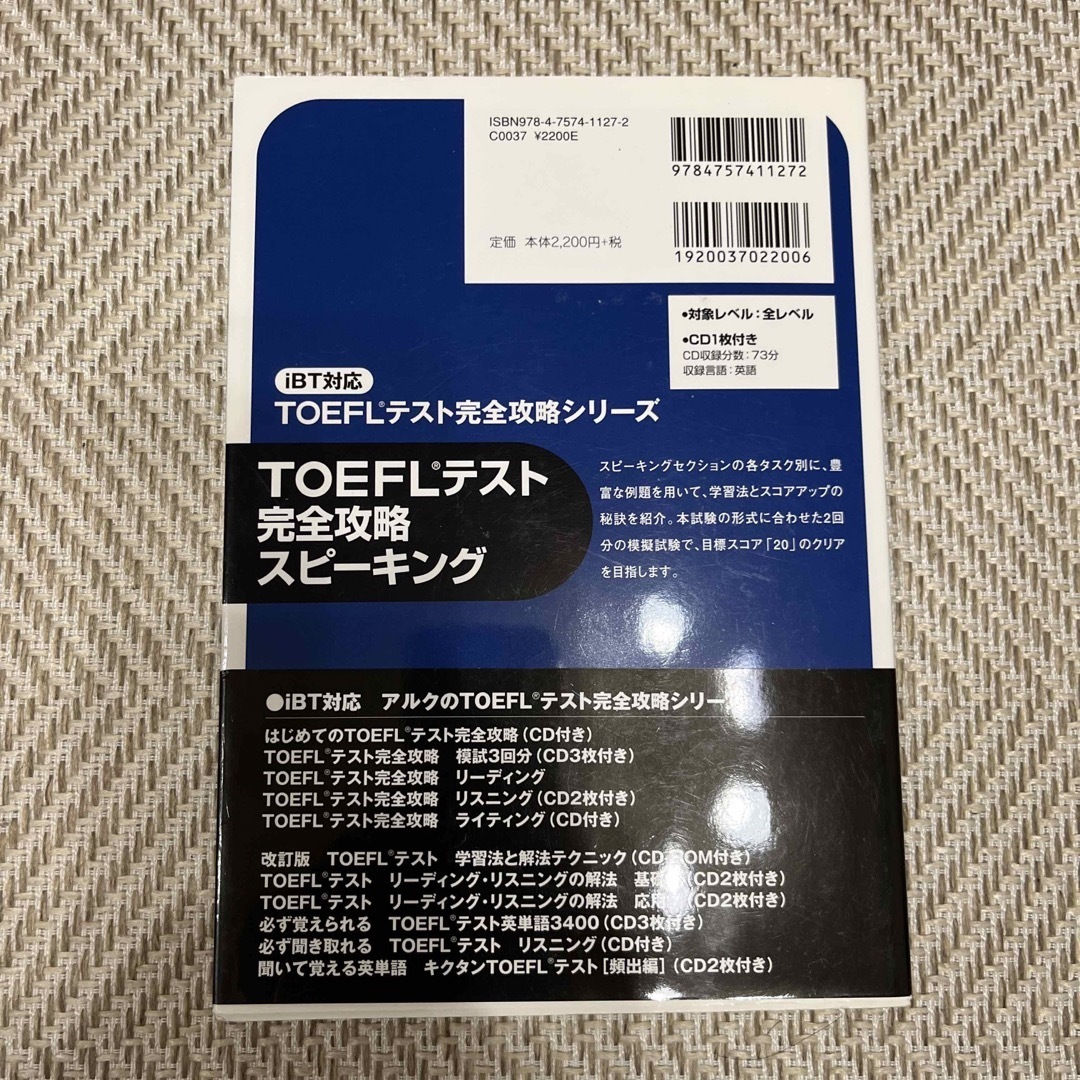 ISBN978-4-7574-1127-2
C0037 ¥2200E
9784757411272
定価 本体2,200円+税
1920037022006
●対象レベル：全レベル
●CD1枚付き
CD収録分数：73分
収録言語：英語
iBT対応
TOEFL®テスト完全攻略シリーズ
TOEFL®テスト
完全攻略
スピーキング
スピーキングセクションの各タスク別に、豊
富な例題を用いて、学習法とスコアアップの
秘訣を紹介。本試験の形式に合わせた2回
分の模擬試験で、目標スコア「20」のクリア
を目指します。
●iBT対応 アルクのTOEFL®テスト完全攻略シリーズ
はじめてのTOEFL®テスト完全攻略（CD付き）
TOEFL®テスト完全攻略 模試3回分（CD3枚付き）
TOEFL®テスト完全攻略 リーディング
TOEFL®テスト完全攻略 リスニング（CD2枚付き）
TOEFL®テスト完全攻略 ライティング（CD付き）
改訂版 TOEFL®テスト 学習法と解法テクニック（CD-ROM付き）
TOEFL®テスト リーディング・リスニングの解法 基礎（CD2枚付き）
TOEFL®テスト リーディング・リスニングの解法 応用（CD2枚付き）
必ず覚えられる TOEFL®テスト英単語3400（CD3枚付き）
必ず聞き取れる TOEFL®テスト リスニング（CD付き）
聞いて覚える英単語 キクタンTOEFL®テスト［頻出編］（CD2枚付き）